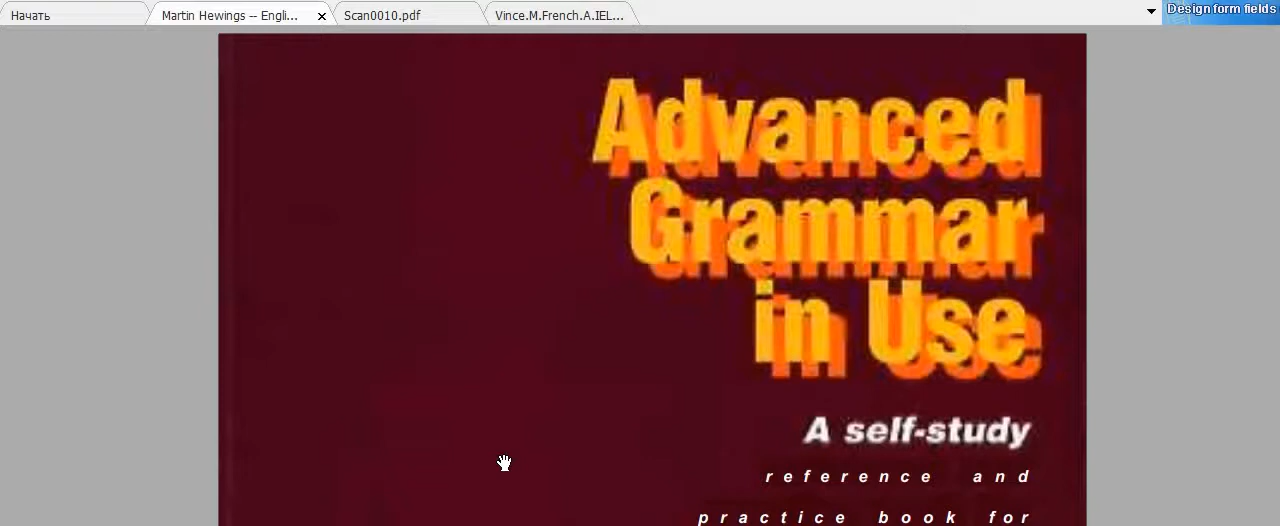 Начать
Martin Hewings -- Engli...
Scan0010.pdf
Vince.M.French.A.IEL...
Design form fields
Advanced
Grammar
in Use
A self-study
reference and
practice book for